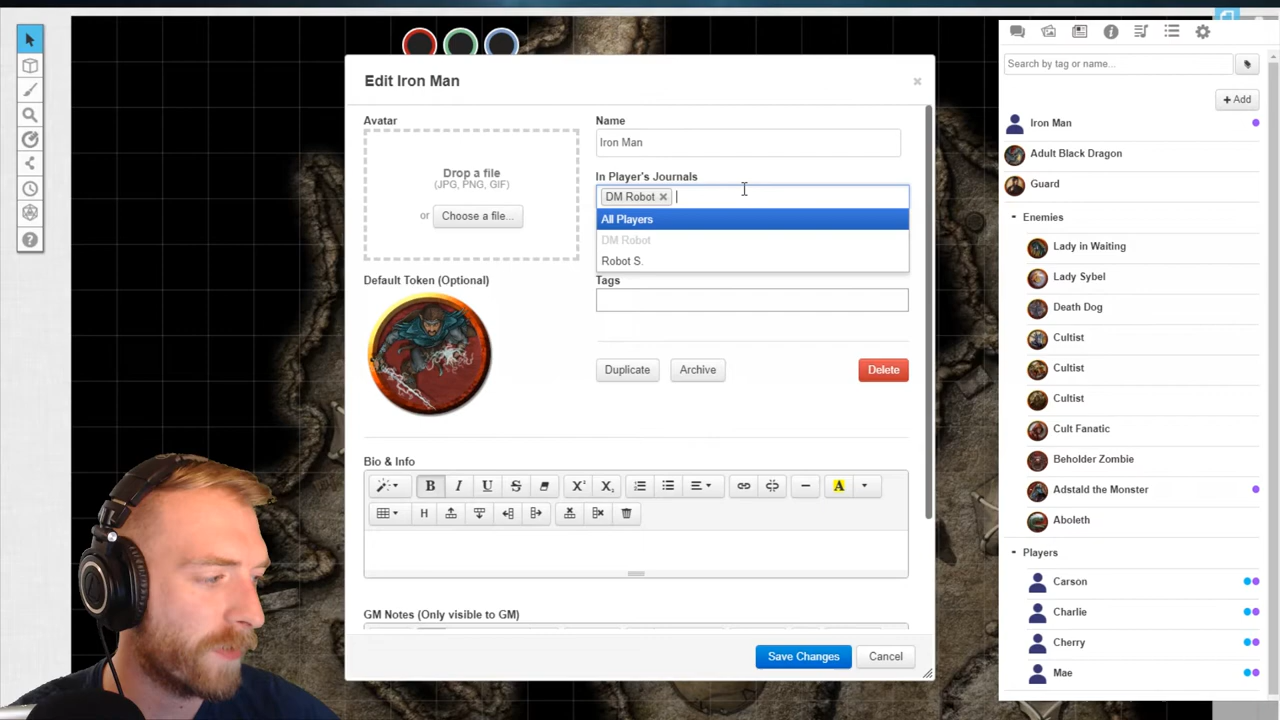 Edit Iron Man
×
Avatar
Drop a file
(JPG, PNG, GIF)
or Choose a file...
Name
Iron Man
In Player's Journals
DM Robot ×
All Players
DM Robot
Robot S.
Tags
Default Token (Optional)
Duplicate
Archive
Delete
Bio & Info
B I U S X² X₂ A
H
GM Notes (Only visible to GM)
Save Changes
Cancel
Search by tag or name...
+ Add
Iron Man
Adult Black Dragon
Guard
Enemies
Lady in Waiting
Lady Sybel
Death Dog
Cultist
Cultist
Cultist
Cult Fanatic
Beholder Zombie
Adstald the Monster
Aboleth
Players
Carson
Charlie
Cherry
Mae